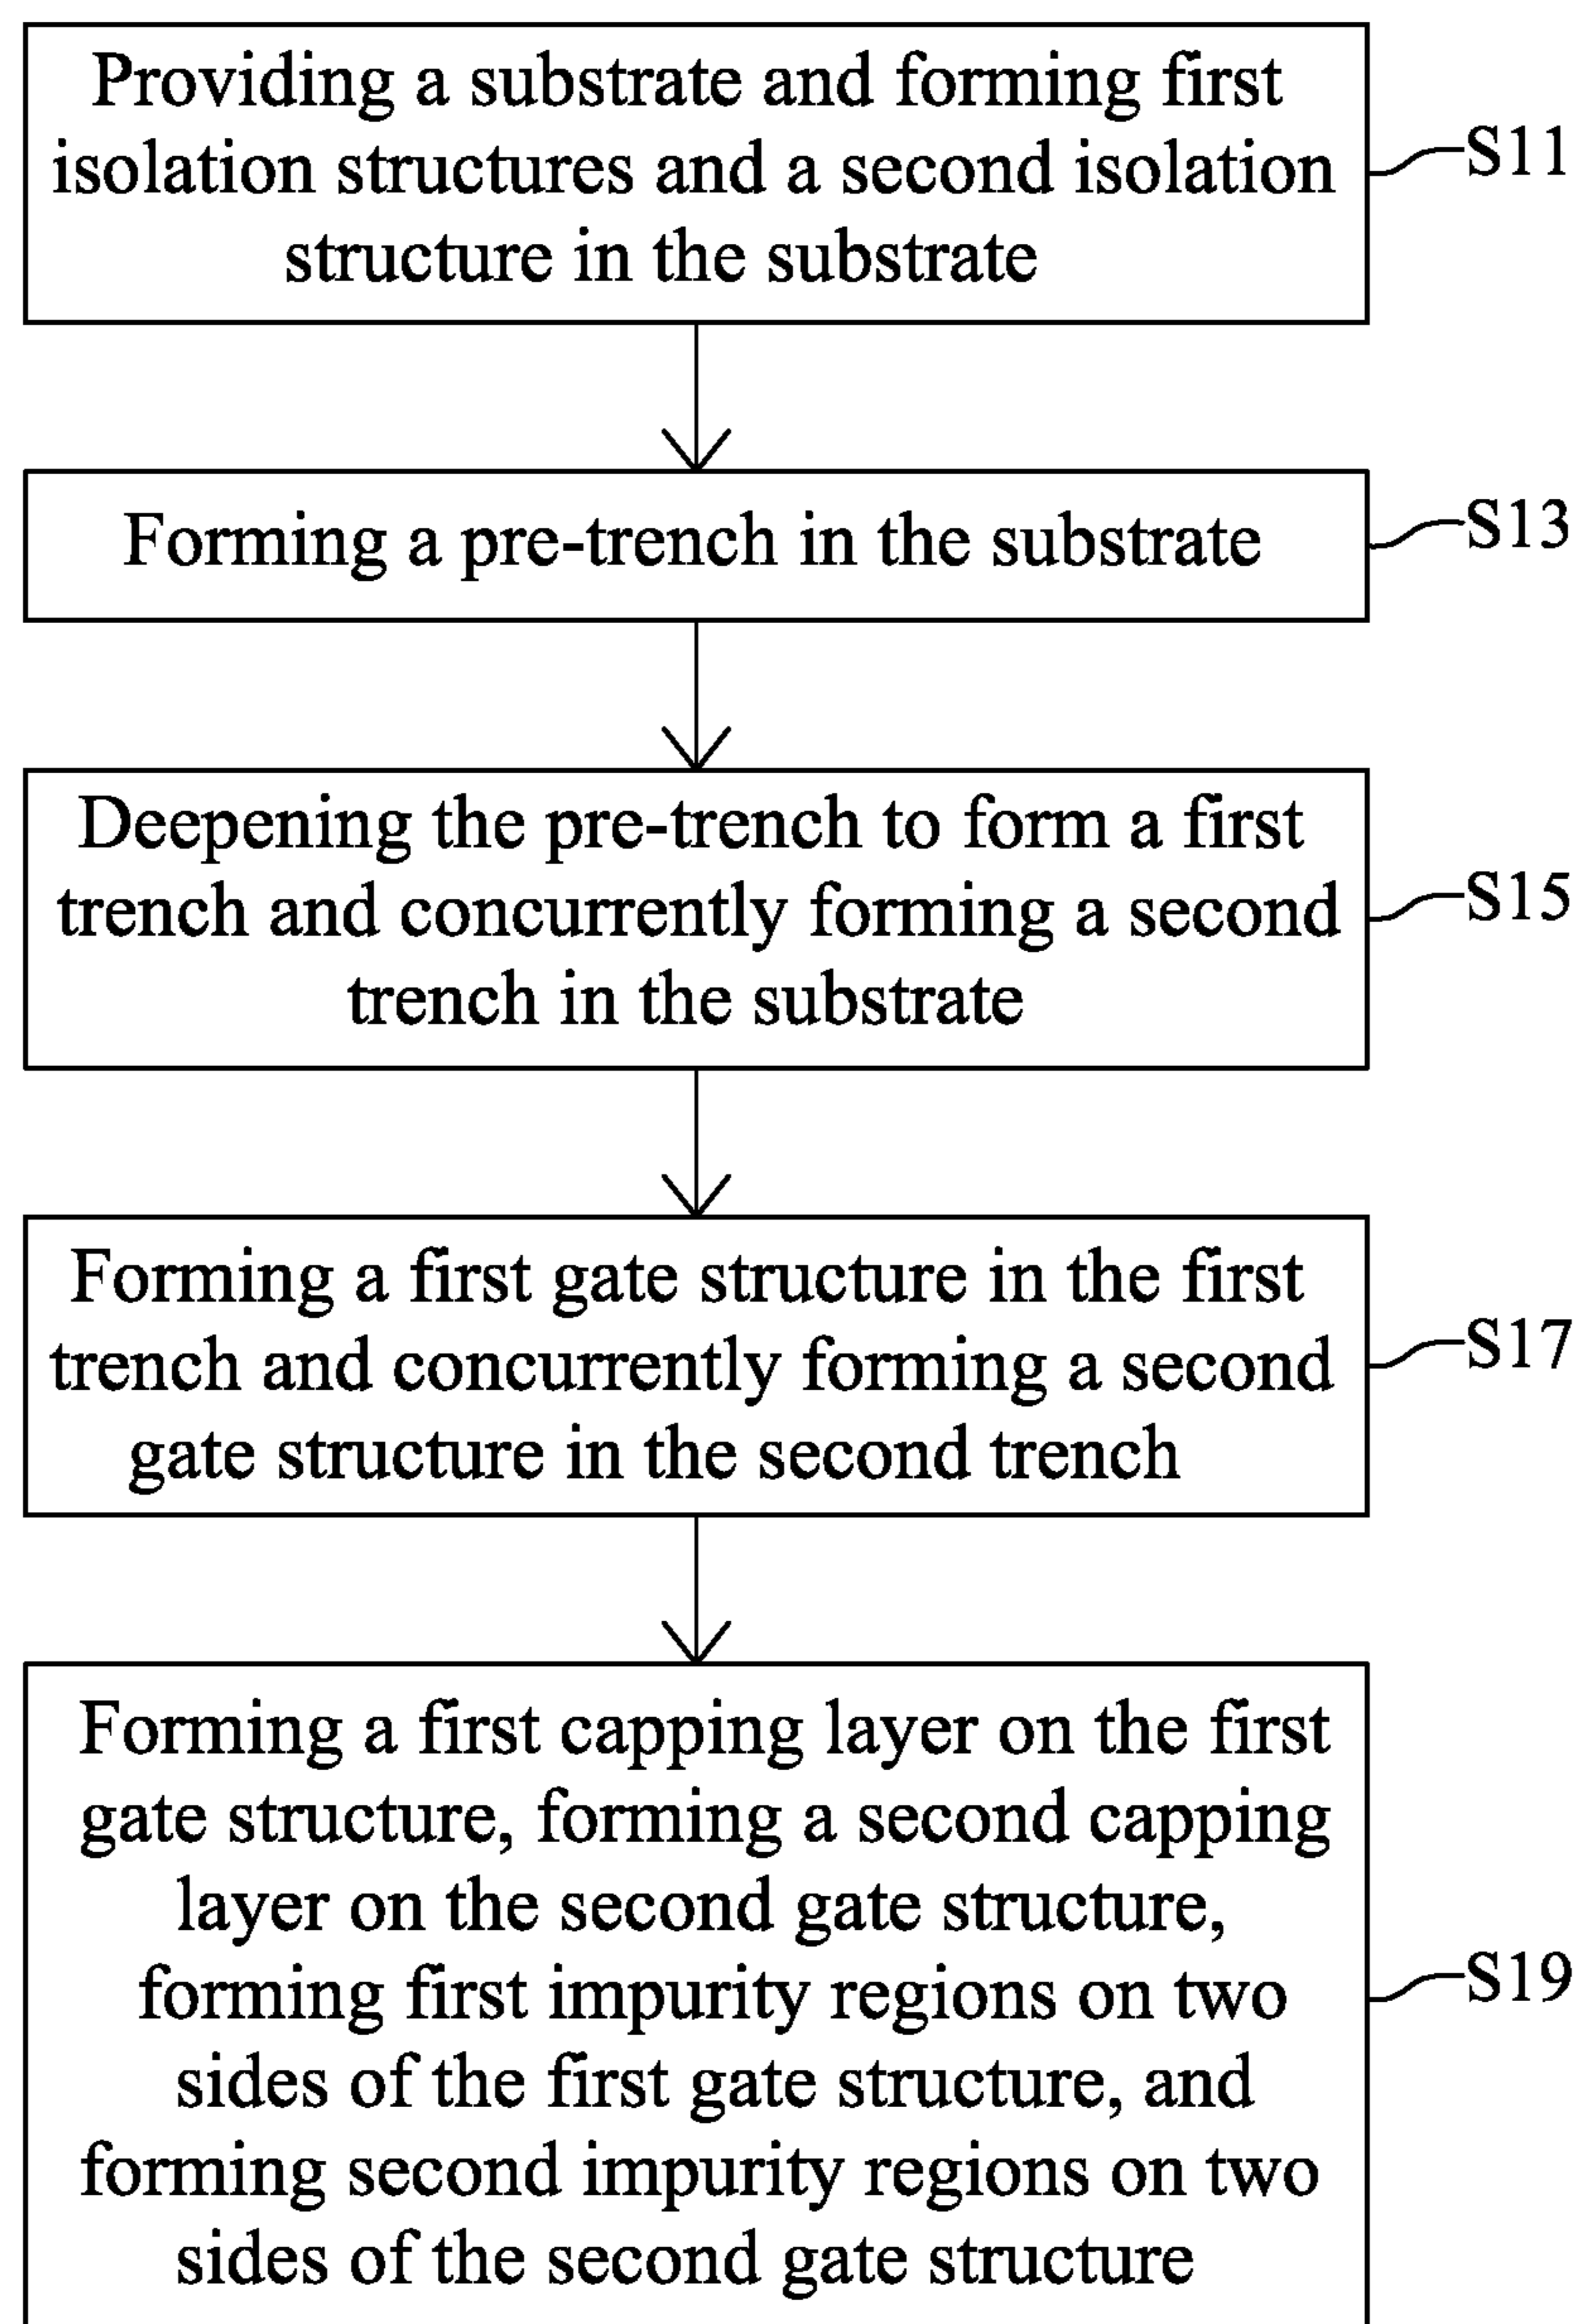 Providing a substrate and forming first
isolation structures and a second isolation
structure in the substrate
S11
Forming a pre-trench in the substrate
S13
Deepening the pre-trench to form a first
trench and concurrently forming a second
trench in the substrate
S15
Forming a first gate structure in the first
trench and concurrently forming a second
gate structure in the second trench
S17
Forming a first capping layer on the first
gate structure, forming a second capping
layer on the second gate structure,
forming first impurity regions on two
sides of the first gate structure, and
forming second impurity regions on two
sides of the second gate structure
S19